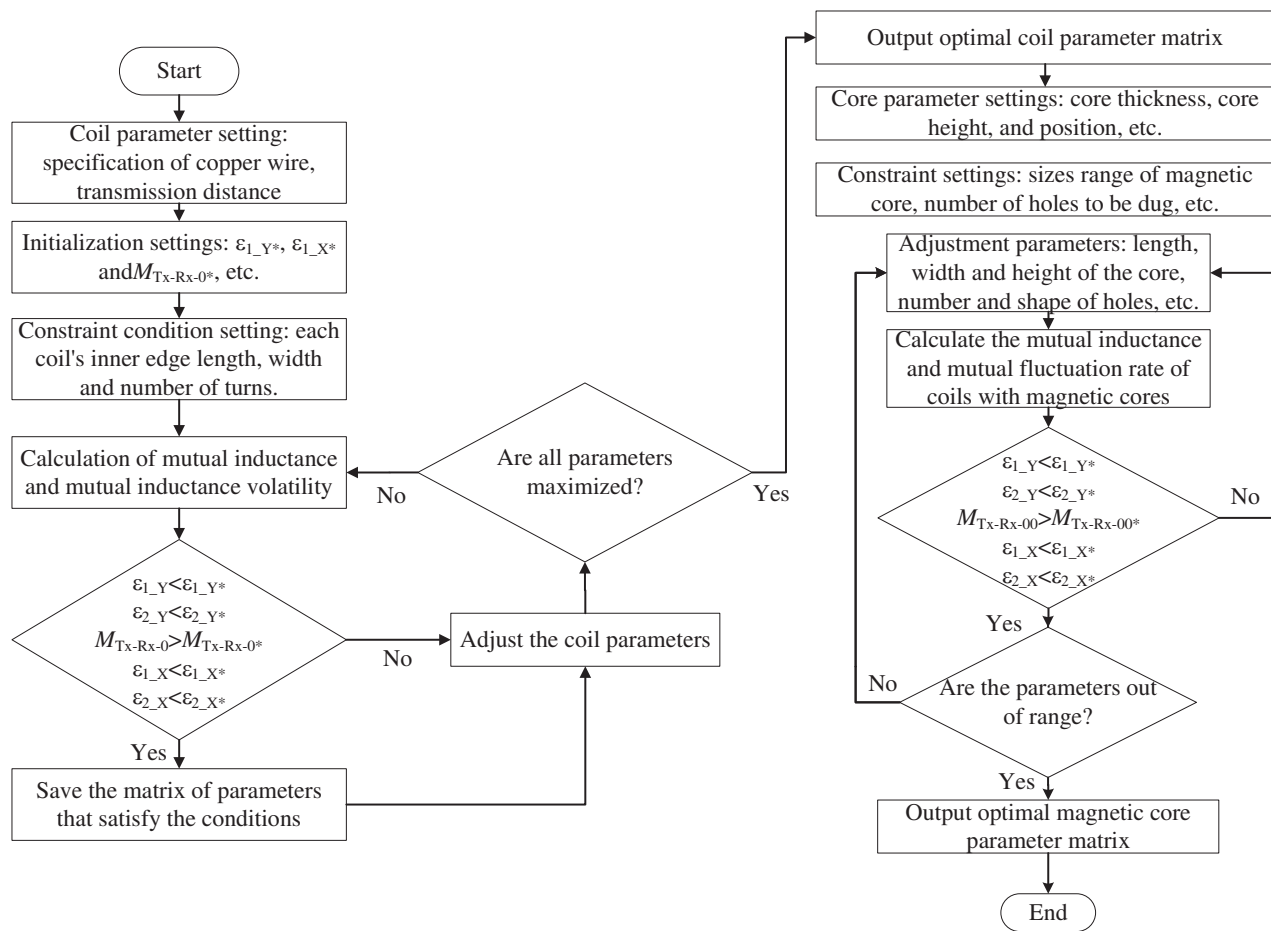 Start
Coil parameter setting:
specification of copper wire,
transmission distance
Initialization settings: ε1_Y*, ε1_X*
andMTx-Rx-0*, etc.
Constraint condition setting: each
coil's inner edge length, width
and number of turns.
Calculation of mutual inductance
and mutual inductance volatility
ε1_Y<ε1_Y*
ε2_Y<ε2_Y*
MTx-Rx-0>MTx-Rx-0*
ε1_X<ε1_X*
ε2_X<ε2_X*
No
Yes
Save the matrix of parameters
that satisfy the conditions
Adjust the coil parameters
Are all parameters
maximized?
No
Yes
Output optimal coil parameter matrix
Core parameter settings: core thickness, core
height, and position, etc.
Constraint settings: sizes range of magnetic
core, number of holes to be dug, etc.
Adjustment parameters: length,
width and height of the core,
number and shape of holes, etc.
Calculate the mutual inductance
and mutual fluctuation rate of
coils with magnetic cores
ε1_Y<ε1_Y*
ε2_Y<ε2_Y*
MTx-Rx-00>MTx-Rx-00*
ε1_X<ε1_X*
ε2_X<ε2_X*
No
Yes
Are the parameters out
of range?
No
Yes
Output optimal magnetic core
parameter matrix
End